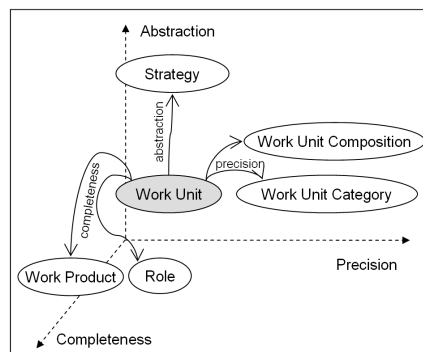 Abstraction
Strategy
abstraction
Work Unit Composition
precision
completeness
Work Unit
Work Unit Category
Precision
Work Product
Role
Completeness